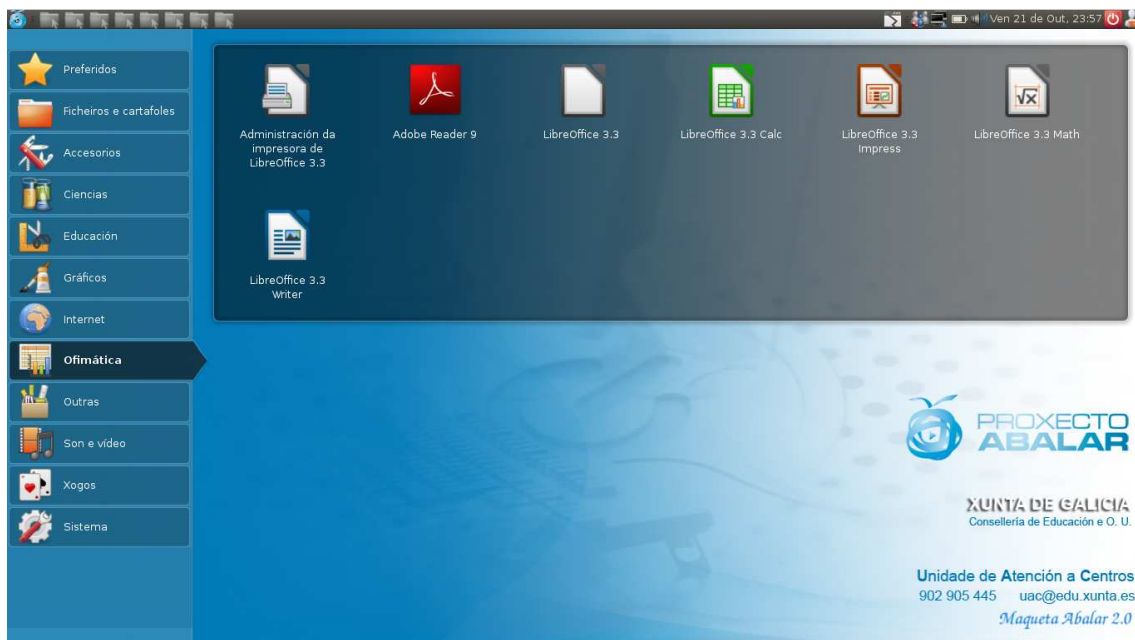 Ven 21 de Out, 23:57
Preferidos
Ficheiros e cartafoles
Accesorios
Ciencias
Educación
Gráficos
Internet
Ofimática
Outras
Son e vídeo
Xogos
Sistema
Administración da
impresora de
LibreOffice 3.3
Adobe Reader 9
LibreOffice 3.3
LibreOffice 3.3 Calc
LibreOffice 3.3
Impress
LibreOffice 3.3 Math
LibreOffice 3.3
Writer
PROXECTO
ABALAR
XUNTA DE GALICIA
Consellería de Educación e O. U.
Unidade de Atención a Centros
902 905 445 uac@edu.xunta.es
Maqueta Abalar 2.0